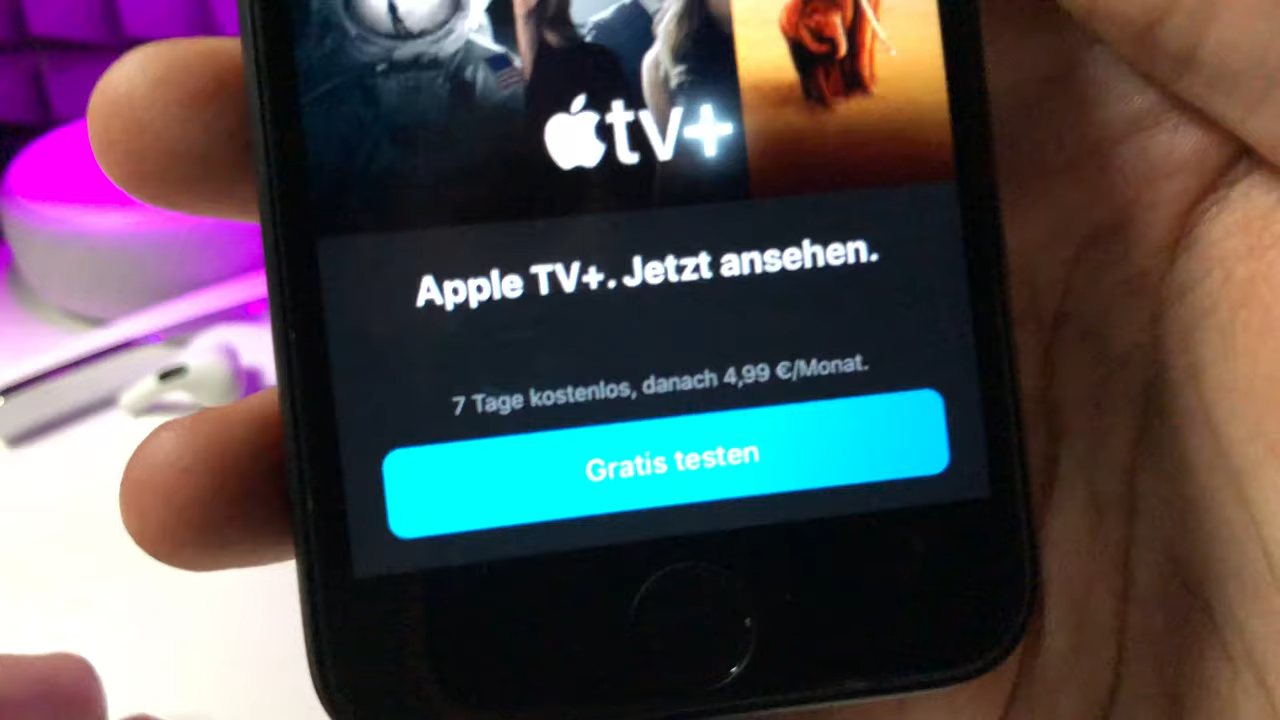 tv+
Apple TV+. Jetzt ansehen.
7 Tage kostenlos, danach 4,99 €/Monat.
Gratis testen